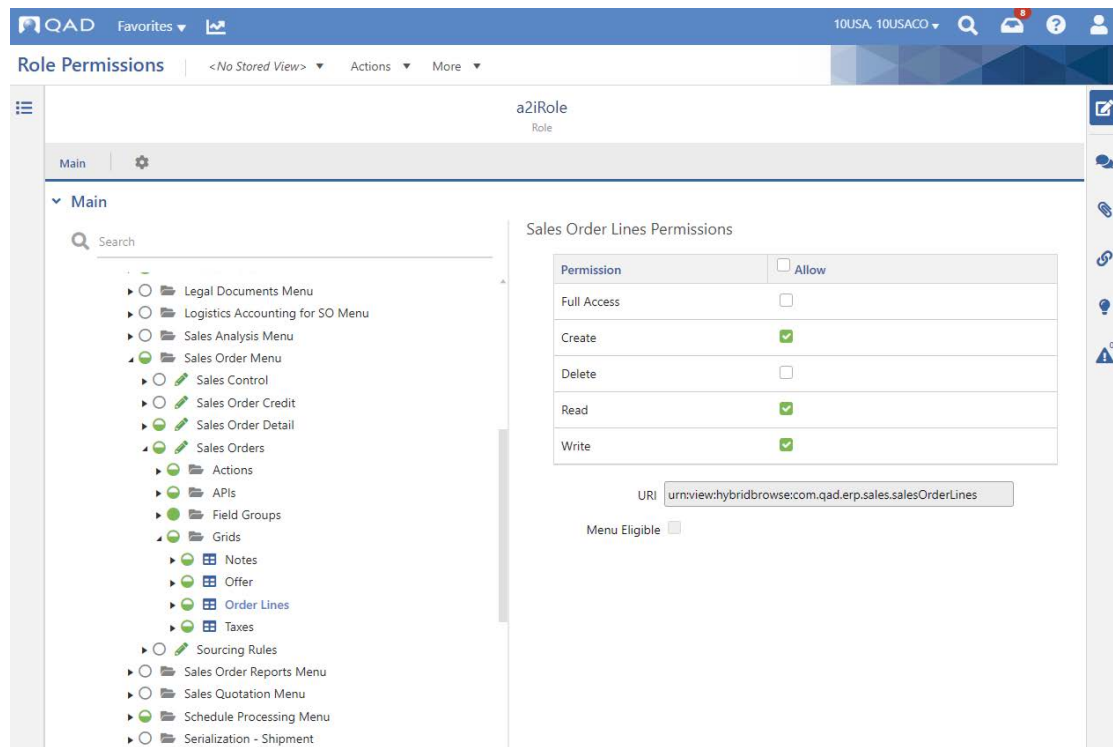 QAD Favorites 10USA, 10USACO 8
Role Permissions <No Stored View> Actions More
a2iRole
Role
Main
Main
Search
Legal Documents Menu
Logistics Accounting for SO Menu
Sales Analysis Menu
Sales Order Menu
Sales Control
Sales Order Credit
Sales Order Detail
Sales Orders
Actions
APIs
Field Groups
Grids
Notes
Offer
Order Lines
Taxes
Sourcing Rules
Sales Order Reports Menu
Sales Quotation Menu
Schedule Processing Menu
Serialization - Shipment
Sales Order Lines Permissions
Permission Allow
Full Access
Create
Delete
Read
Write
URI urn:view:hybridbrowse:com.qad.erp.sales.salesOrderLines
Menu Eligible